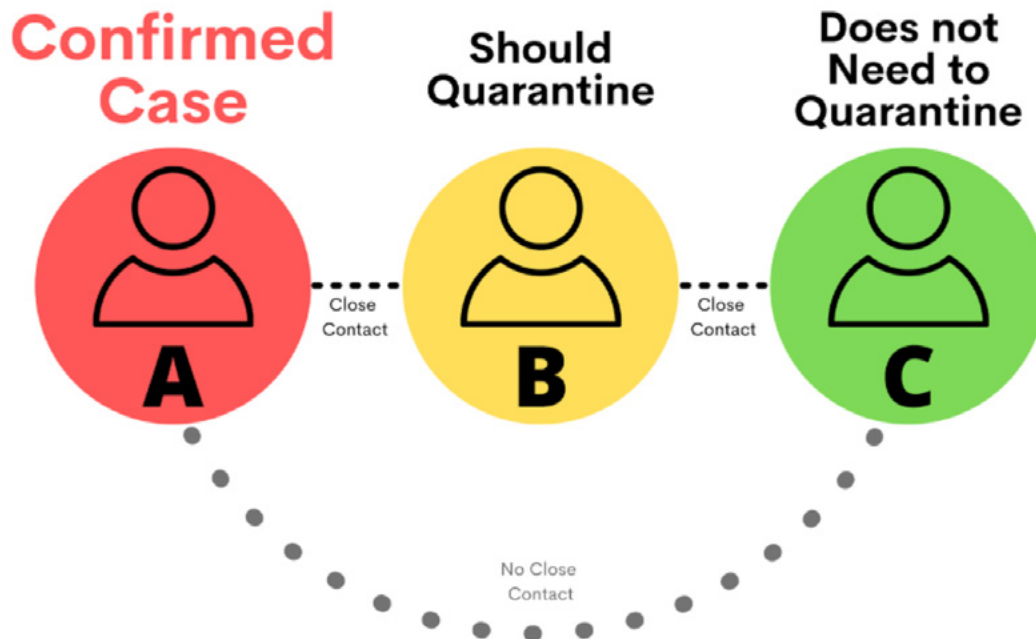 Confirmed
Case
Should
Quarantine
Does not
Need to
Quarantine
Close
Contact
Close
Contact
A
B
C
No Close
Contact